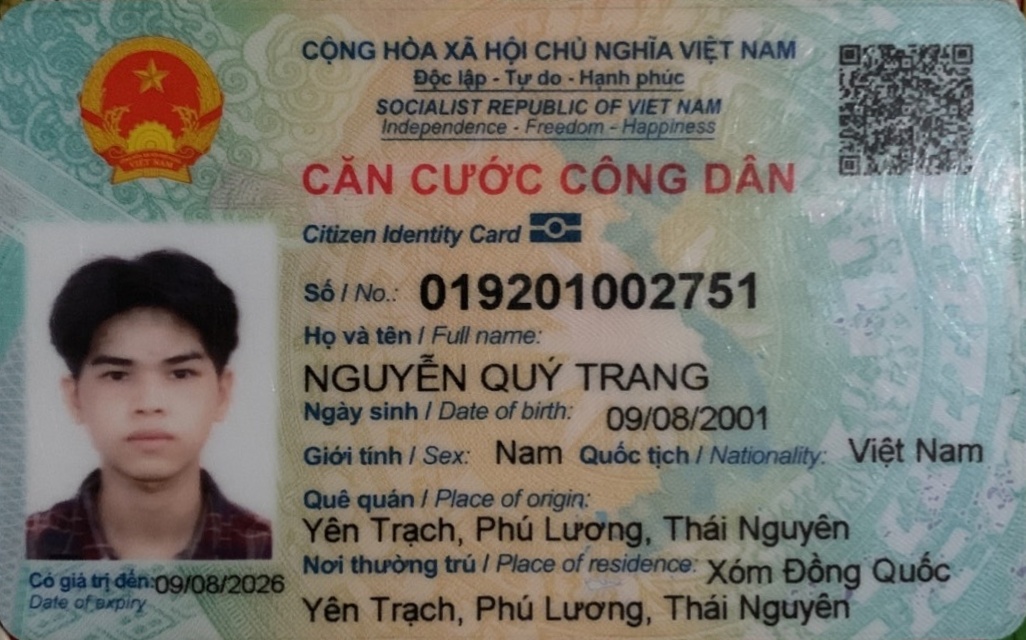 CỘNG HÒA XÃ HỘI CHỦ NGHĨA VIỆT NAM
Độc lập - Tự do - Hạnh phúc
SOCIALIST REPUBLIC OF VIET NAM
Independence - Freedom - Happiness
CĂN CƯỚC CÔNG DÂN
Citizen Identity Card
Số / No.: 019201002751
Họ và tên / Full name:
NGUYỄN QUÝ TRANG
Ngày sinh / Date of birth: 09/08/2001
Giới tính / Sex: Nam Quốc tịch / Nationality: Việt Nam
Quê quán / Place of origin:
Yên Trạch, Phú Lương, Thái Nguyên
Nơi thường trú / Place of residence: Xóm Đồng Quốc
Yên Trạch, Phú Lương, Thái Nguyên
Có giá trị đến: 09/08/2026
Date of expiry
VIỆT NAM